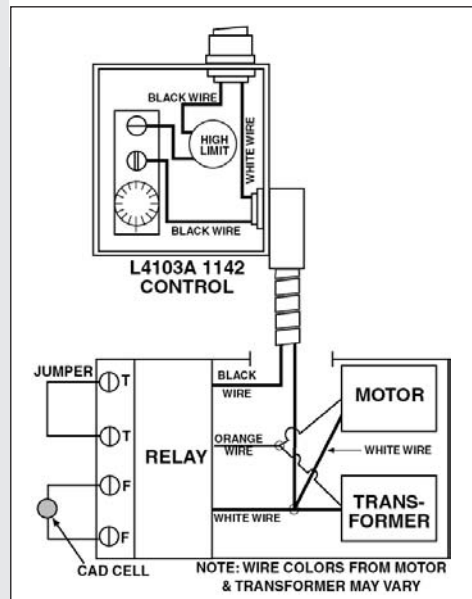 BLACK WIRE
HIGH
LIMIT
WHITE WIRE
BLACK WIRE
L4103A 1142
CONTROL
JUMPER
T
BLACK
WIRE
MOTOR
T
RELAY
ORANGE
WIRE
WHITE WIRE
F
TRANS-
FORMER
WHITE WIRE
F
CAD CELL
NOTE: WIRE COLORS FROM MOTOR
& TRANSFORMER MAY VARY